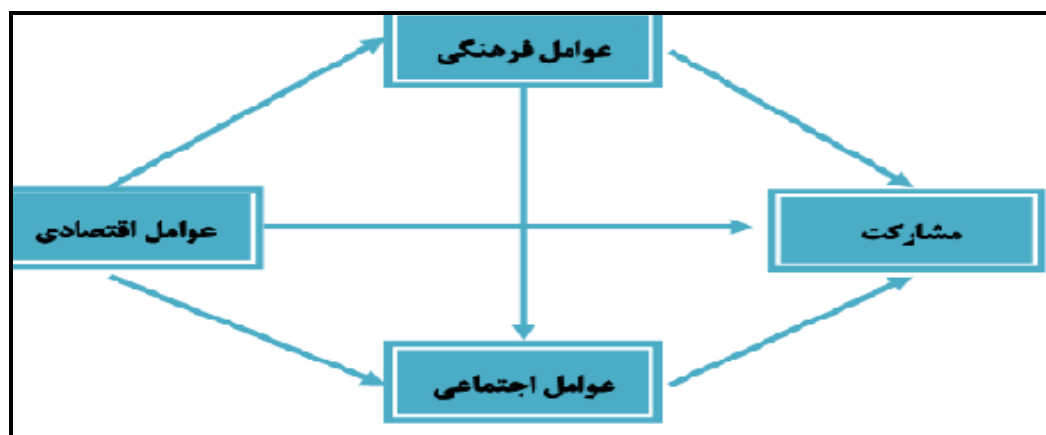 عوامل فرهنگی
عوامل اقتصادی
مشارکت
عوامل اجتماعی